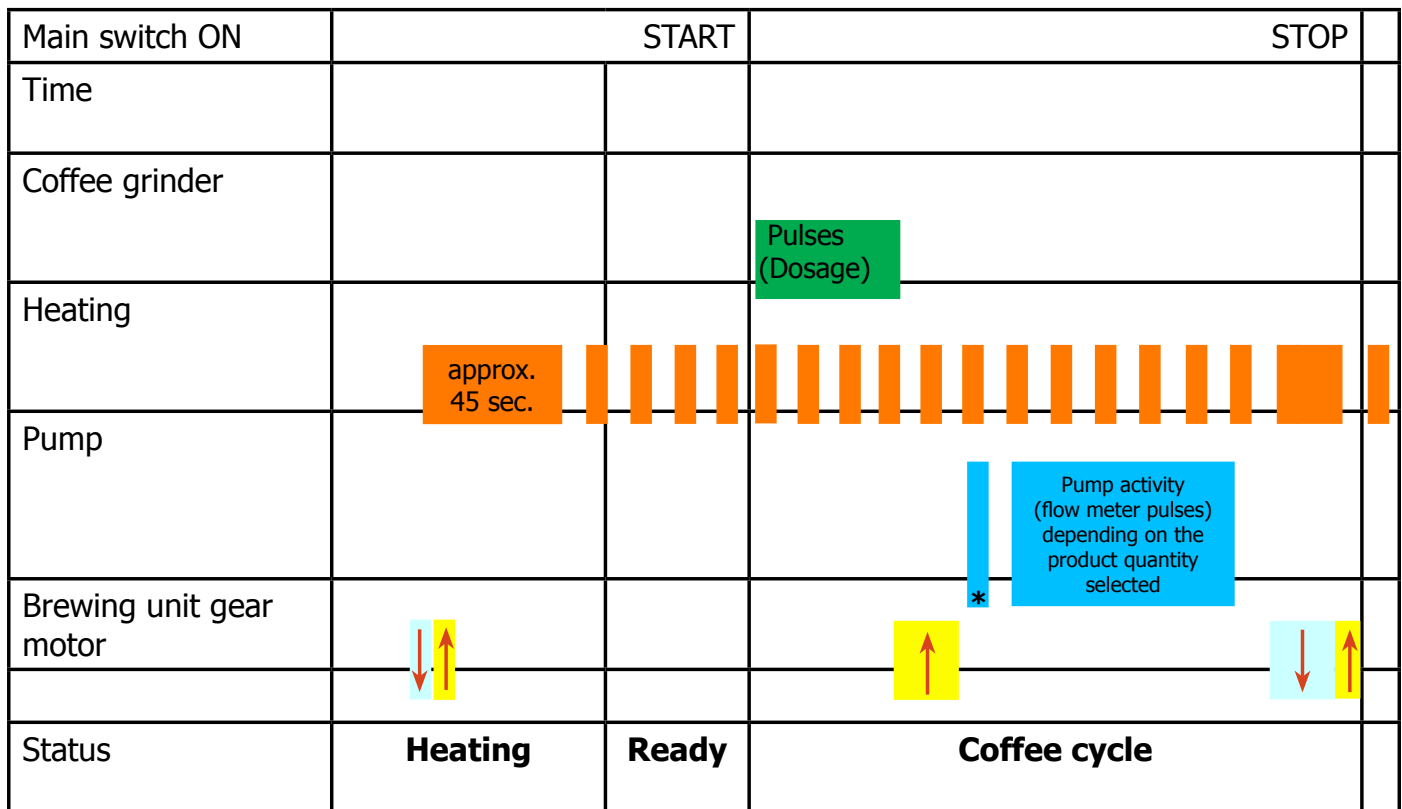 Main switch ON
START
STOP
Time
Coffee grinder
Pulses
(Dosage)
Heating
approx.
45 sec.
Pump
Pump activity
(flow meter pulses)
depending on the
product quantity
selected
*
Brewing unit gear
motor
Status
Heating
Ready
Coffee cycle